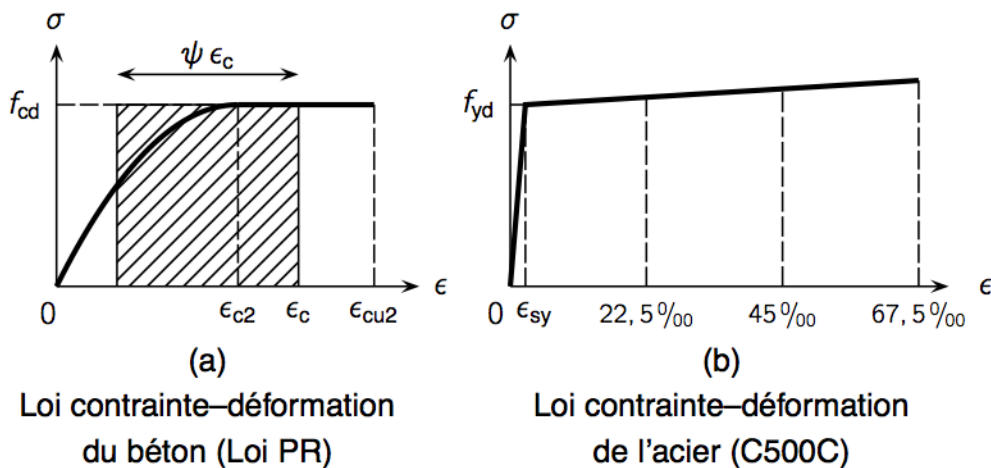 σ
ψ ϵc
fcd
0
ϵc2
ϵc
ϵcu2
ϵ
(a)
Loi contrainte–déformation
du béton (Loi PR)
σ
fyd
0
ϵsy
22,5‰
45‰
67,5‰
ϵ
(b)
Loi contrainte–déformation
de l'acier (C500C)